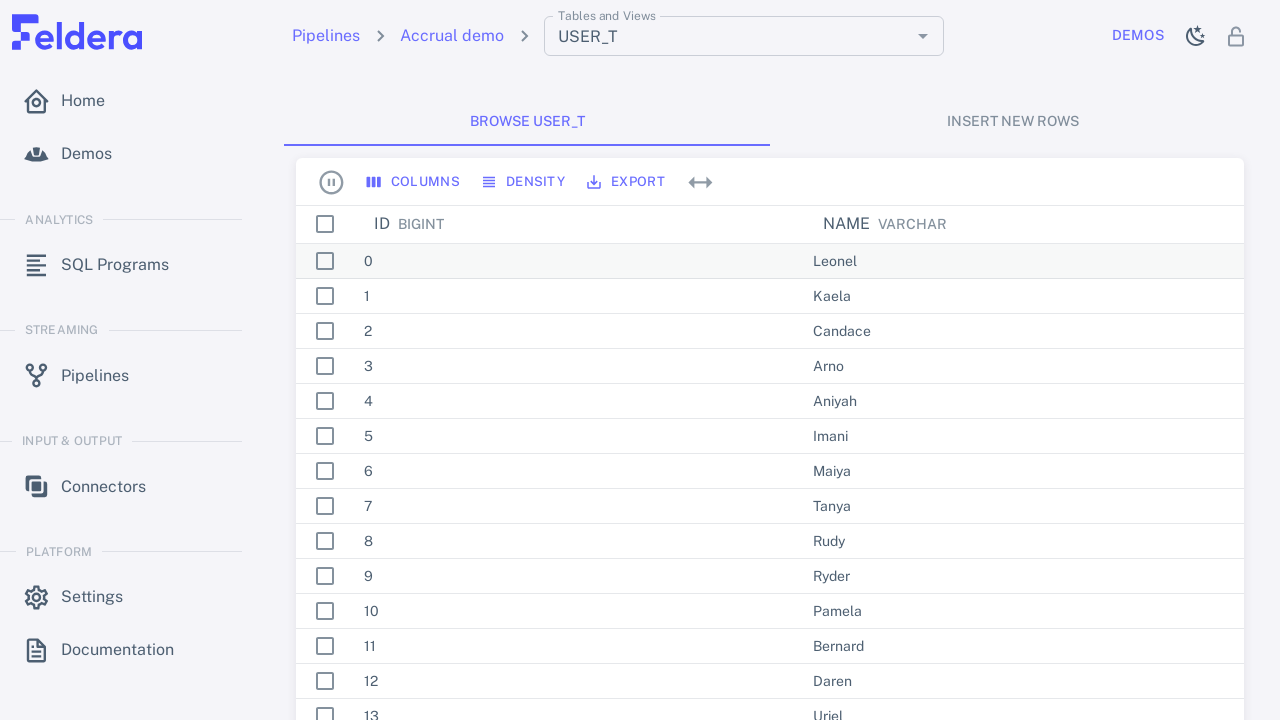 Feldera
Pipelines
Accrual demo
Tables and Views
USER_T
DEMOS
Home
Demos
ANALYTICS
SQL Programs
STREAMING
Pipelines
INPUT & OUTPUT
Connectors
PLATFORM
Settings
Documentation
BROWSE USER_T
INSERT NEW ROWS
COLUMNS
DENSITY
EXPORT
ID BIGINT
NAME VARCHAR
0 Leonel
1 Kaela
2 Candace
3 Arno
4 Aniyah
5 Imani
6 Maiya
7 Tanya
8 Rudy
9 Ryder
10 Pamela
11 Bernard
12 Daren
13 Uriel